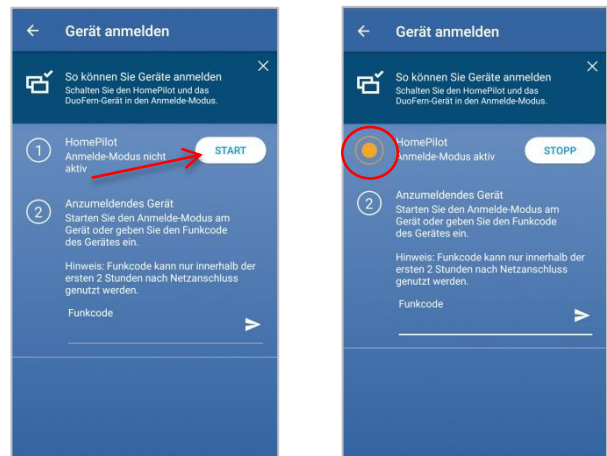 Gerät anmelden
So können Sie Geräte anmelden
Schalten Sie den HomePilot und das
DuoFern-Gerät in den Anmelde-Modus.
1
HomePilot
Anmelde-Modus nicht
aktiv
START
2
Anzumeldendes Gerät
Starten Sie den Anmelde-Modus am
Gerät oder geben Sie den Funkcode
des Gerätes ein.
Hinweis: Funkcode kann nur innerhalb der
ersten 2 Stunden nach Netzanschluss
genutzt werden.
Funkcode
Gerät anmelden
So können Sie Geräte anmelden
Schalten Sie den HomePilot und das
DuoFern-Gerät in den Anmelde-Modus.
HomePilot
Anmelde-Modus aktiv
STOPP
2
Anzumeldendes Gerät
Starten Sie den Anmelde-Modus am
Gerät oder geben Sie den Funkcode
des Gerätes ein.
Hinweis: Funkcode kann nur innerhalb der
ersten 2 Stunden nach Netzanschluss
genutzt werden.
Funkcode